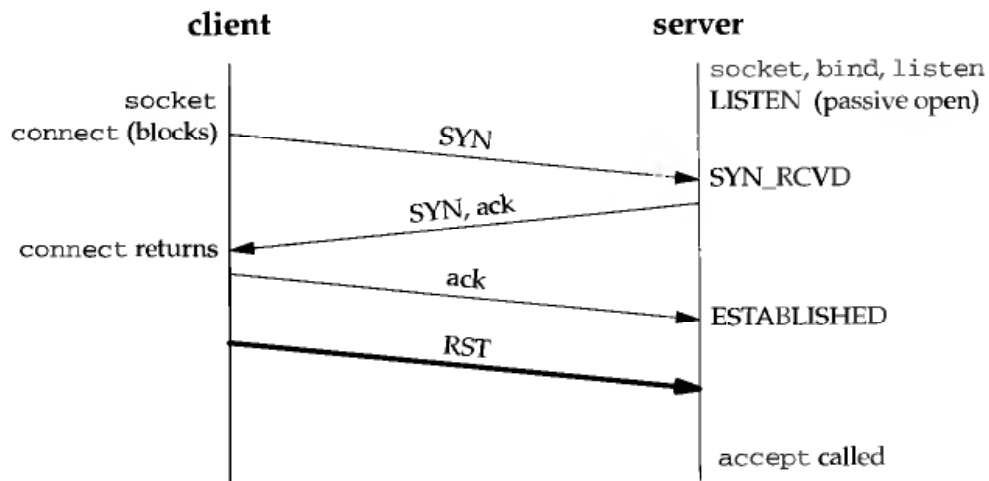 client
server
socket, bind, listen
LISTEN (passive open)
socket
connect (blocks)
SYN
SYN_RCVD
SYN, ack
connect returns
ack
ESTABLISHED
RST
accept called